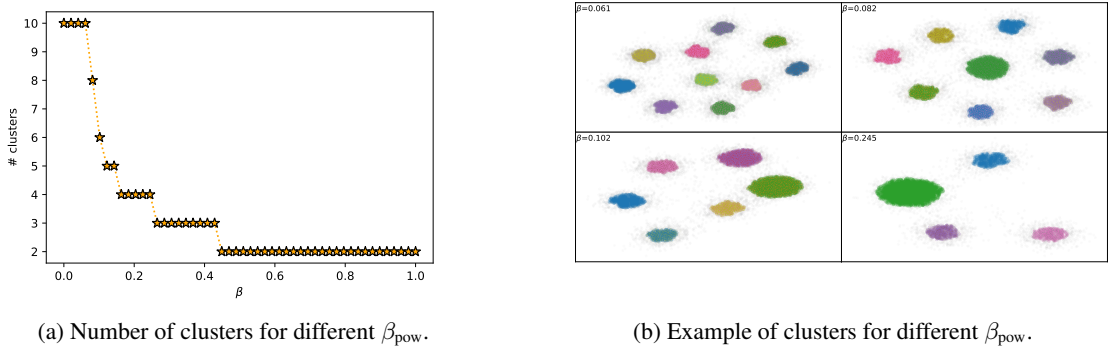 10
9
8
7
6
5
4
3
2
# clusters
0.0 0.2 0.4 0.6 0.8 1.0
β
β=0.061
β=0.082
β=0.102
β=0.245
(a) Number of clusters for different βpow.
(b) Example of clusters for different βpow.